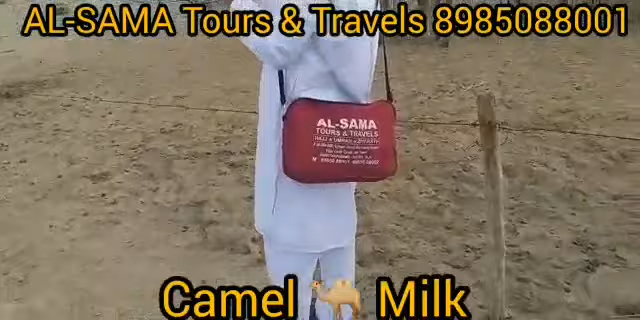 AL-SAMA Tours & Travels 8985088001
AL-SAMA
TOURS & TRAVELS
Camel 🐪 Milk